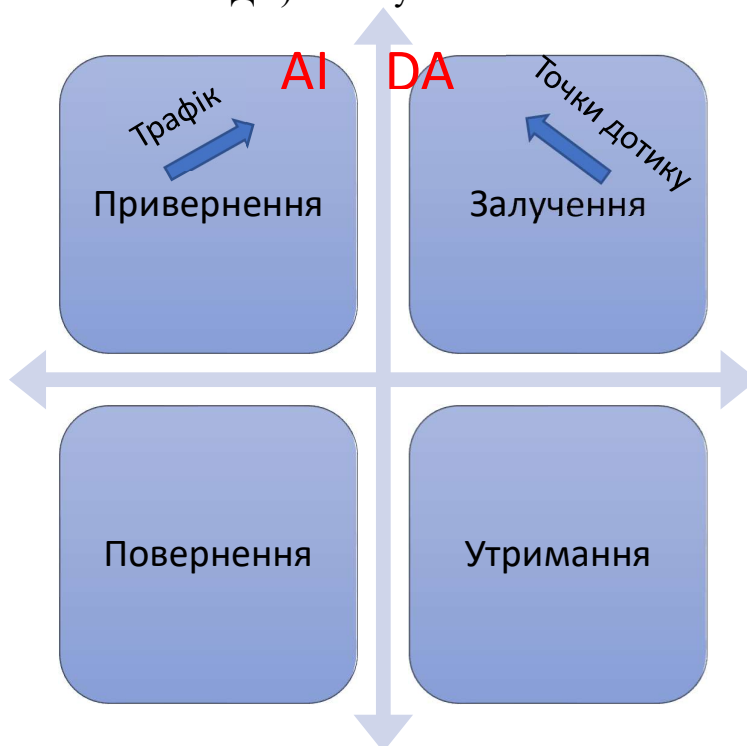 AI DA
Трафік
Точки дотику
Привернення
Залучення
Повернення
Утримання